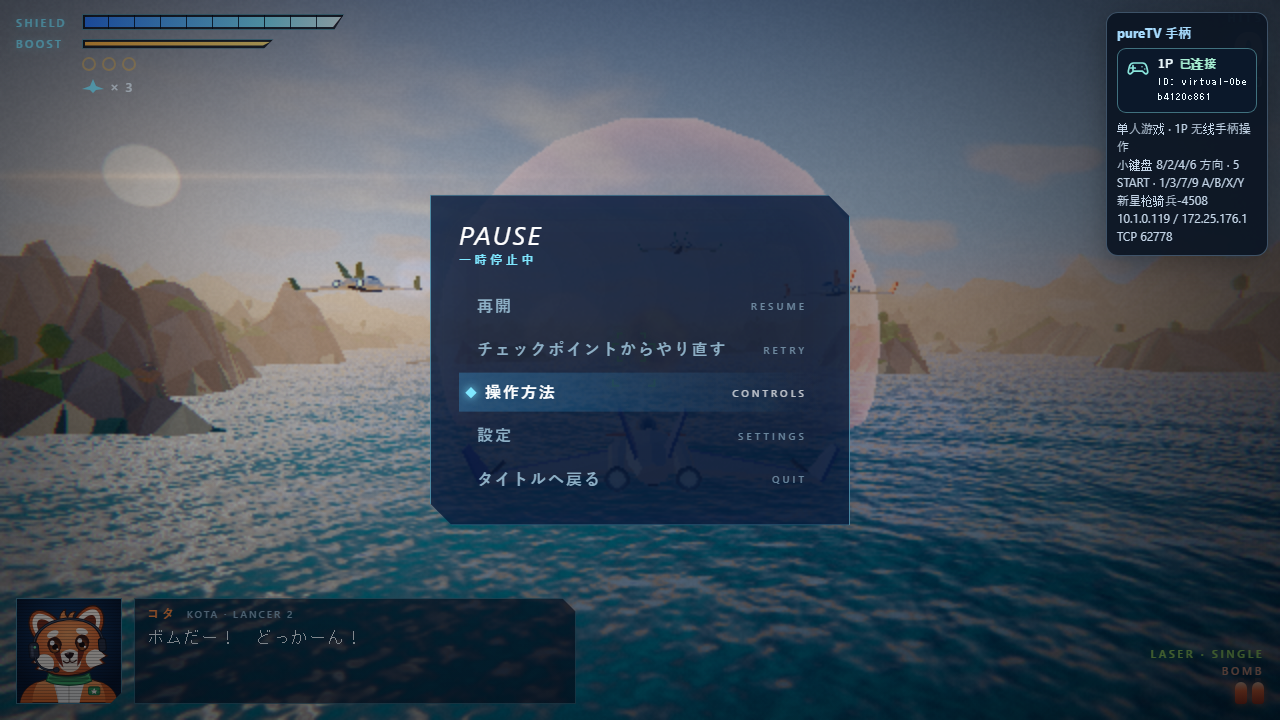 SHIELD
BOOST
× 3
pureTV 手柄
1P 已连接
ID: virtual-0be
b4120c861
单人游戏 · 1P 无线手柄操
作
小键盘 8/2/4/6 方向 · 5
START · 1/3/7/9 A/B/X/Y
新星枪骑兵-4508
10.1.0.119 / 172.25.176.1
TCP 62778
PAUSE
一時停止中
再開 RESUME
チェックポイントからやり直す RETRY
操作方法 CONTROLS
設定 SETTINGS
タイトルへ戻る QUIT
コタ KOTA · LANCER 2
ボムだー！ どっかーん！
LASER · SINGLE
BOMB